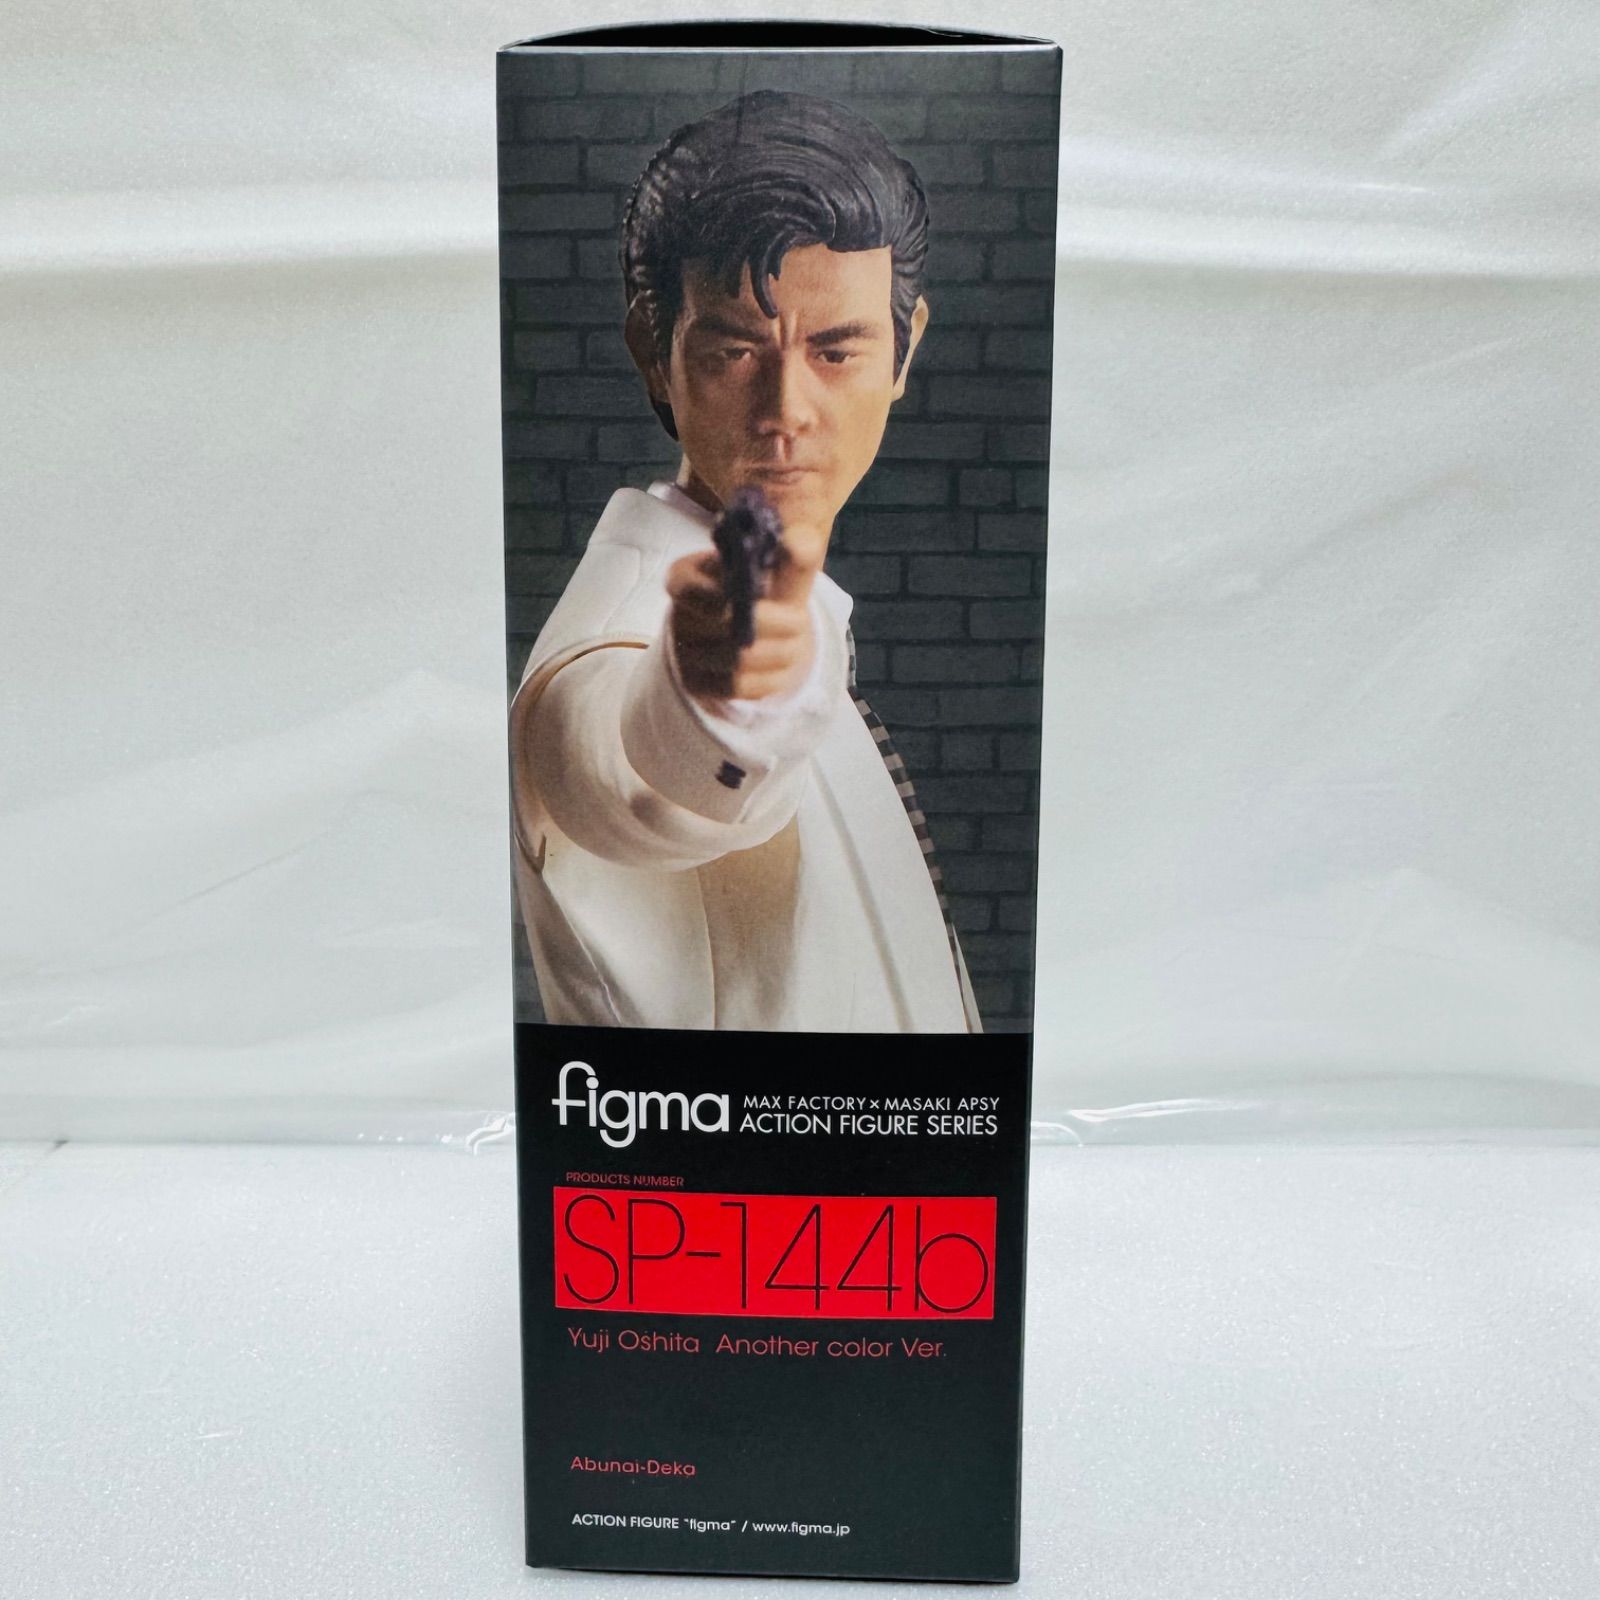 figma
MAX FACTORY × MASAKI APSY
ACTION FIGURE SERIES
PRODUCTS NUMBER
SP-144b
Yuji Oshita Another color Ver.
Abunai-Deka
ACTION FIGURE "figma" / www.figma.jp